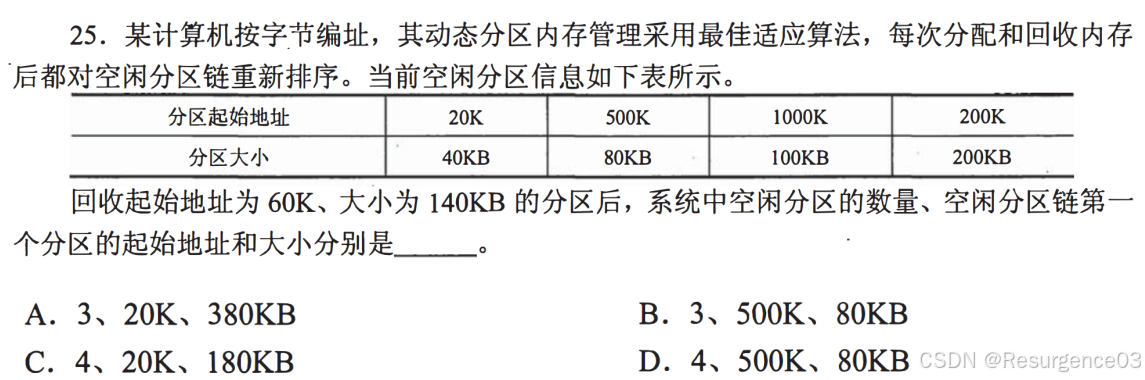 25．某计算机按字节编址，其动态分区内存管理采用最佳适应算法，每次分配和回收内存
后都对空闲分区链重新排序。当前空闲分区信息如下表所示。
分区起始地址 20K 500K 1000K 200K
分区大小 40KB 80KB 100KB 200KB
回收起始地址为 60K、大小为 140KB 的分区后，系统中空闲分区的数量、空闲分区链第一
个分区的起始地址和大小分别是______。
A．3、20K、380KB B．3、500K、80KB
C．4、20K、180KB D．4、500K、80KB
CSDN @Resurgence03